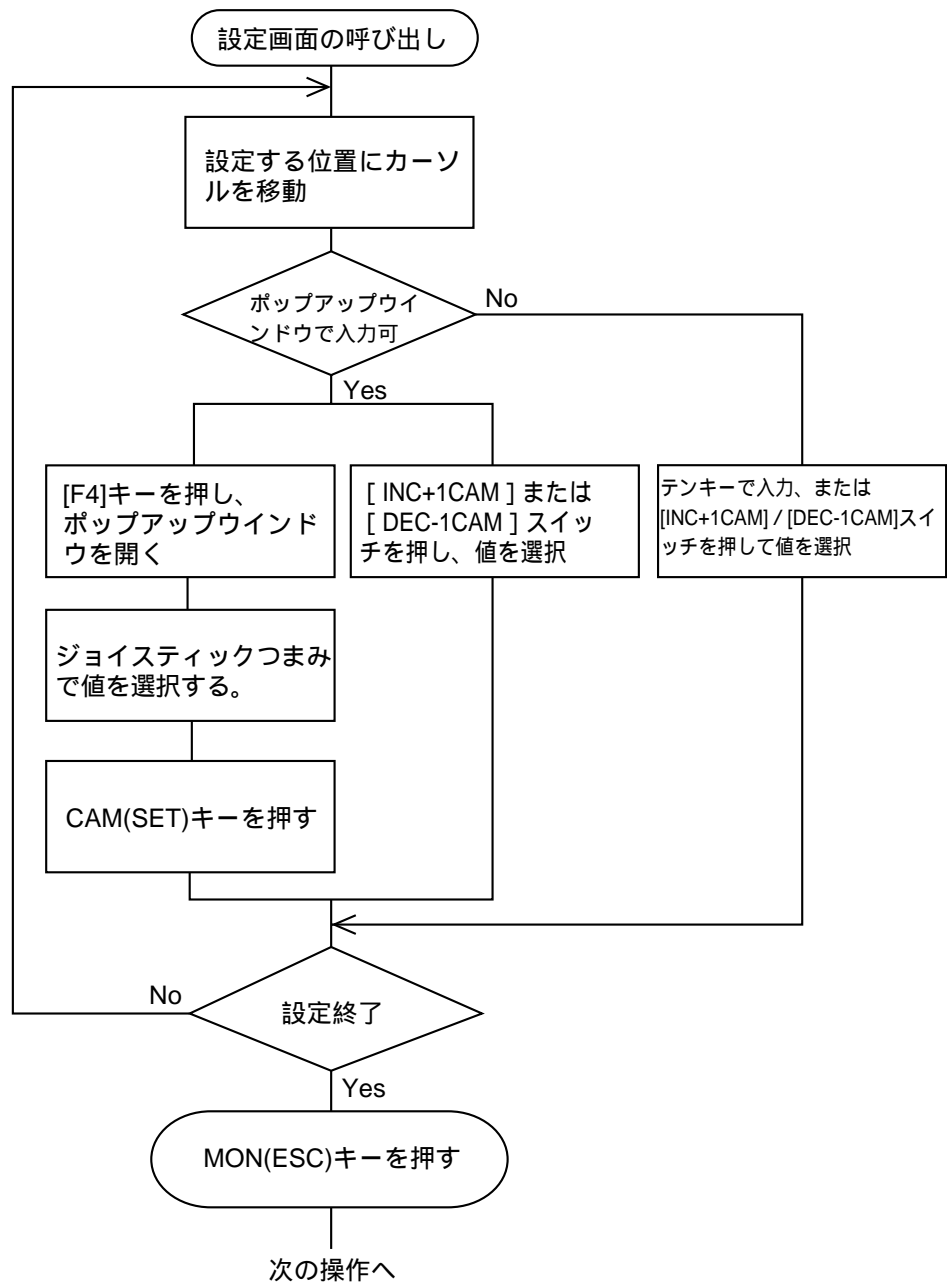 設定画面の呼び出し
設定する位置にカーソ
ルを移動
ポップアップウイ
ンドウで入力可
No
Yes
[F4]キーを押し、
ポップアップウインド
ウを開く
［INC+1CAM］または
［DEC-1CAM］スイッ
チを押し、値を選択
テンキーで入力、または
[INC+1CAM] / [DEC-1CAM]スイ
ッチを押して値を選択
ジョイスティックつまみ
で値を選択する。
CAM(SET)キーを押す
No
設定終了
Yes
MON(ESC)キーを押す
次の操作へ